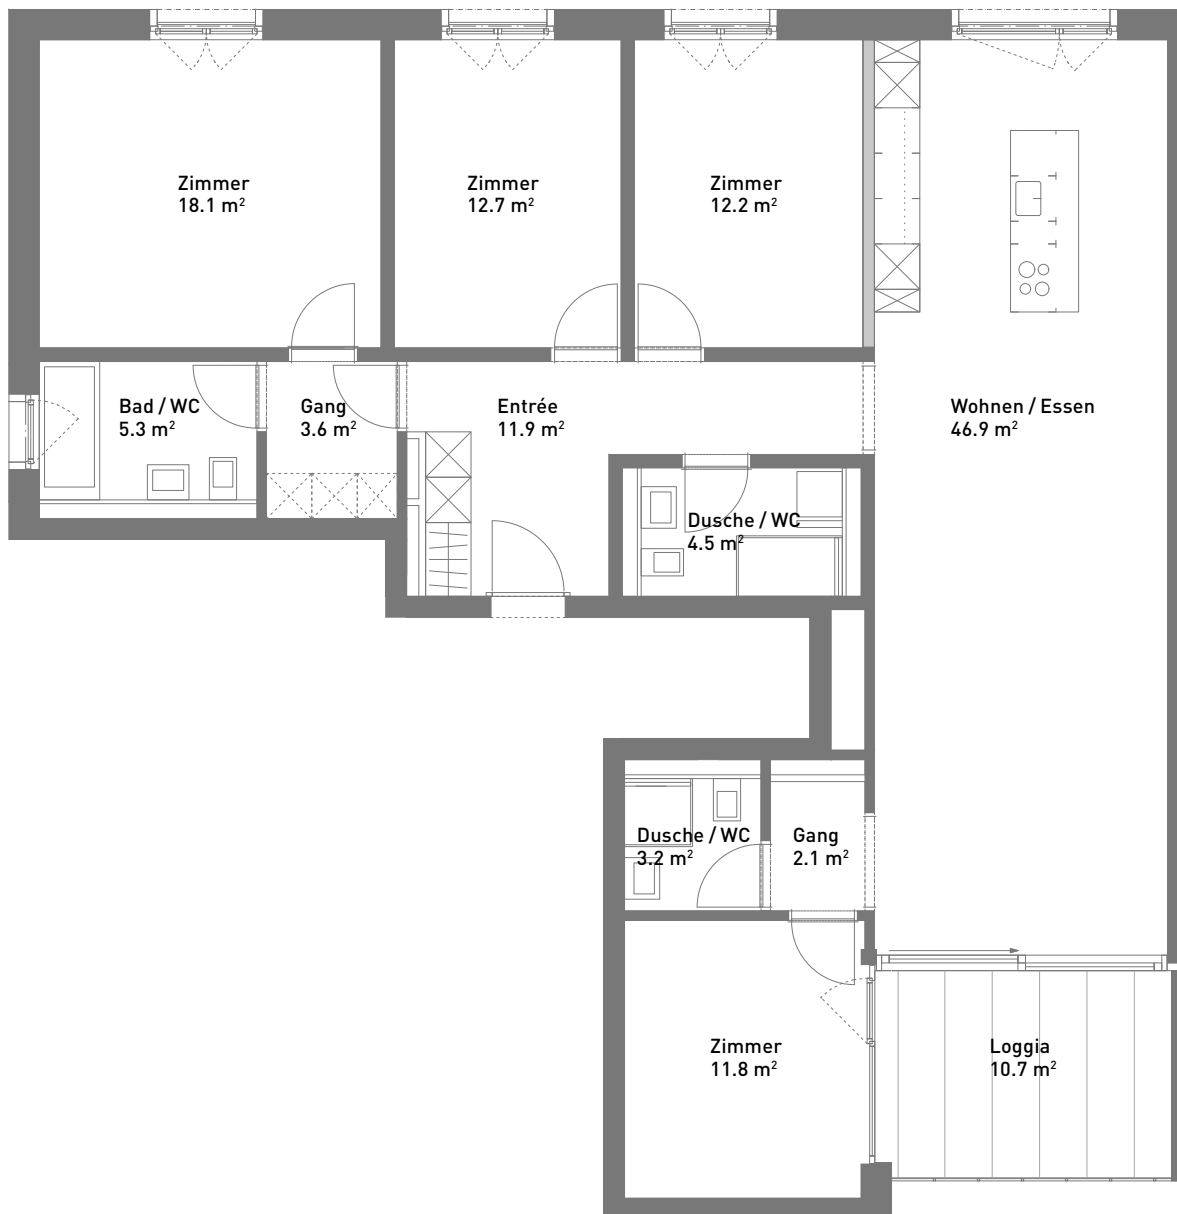 Zimmer
18.1 m²
Zimmer
12.7 m²
Zimmer
12.2 m²
Bad / WC
5.3 m²
Gang
3.6 m²
Entrée
11.9 m²
Wohnen / Essen
46.9 m²
Dusche / WC
4.5 m²
Dusche / WC
3.2 m²
Gang
2.1 m²
Zimmer
11.8 m²
Loggia
10.7 m²